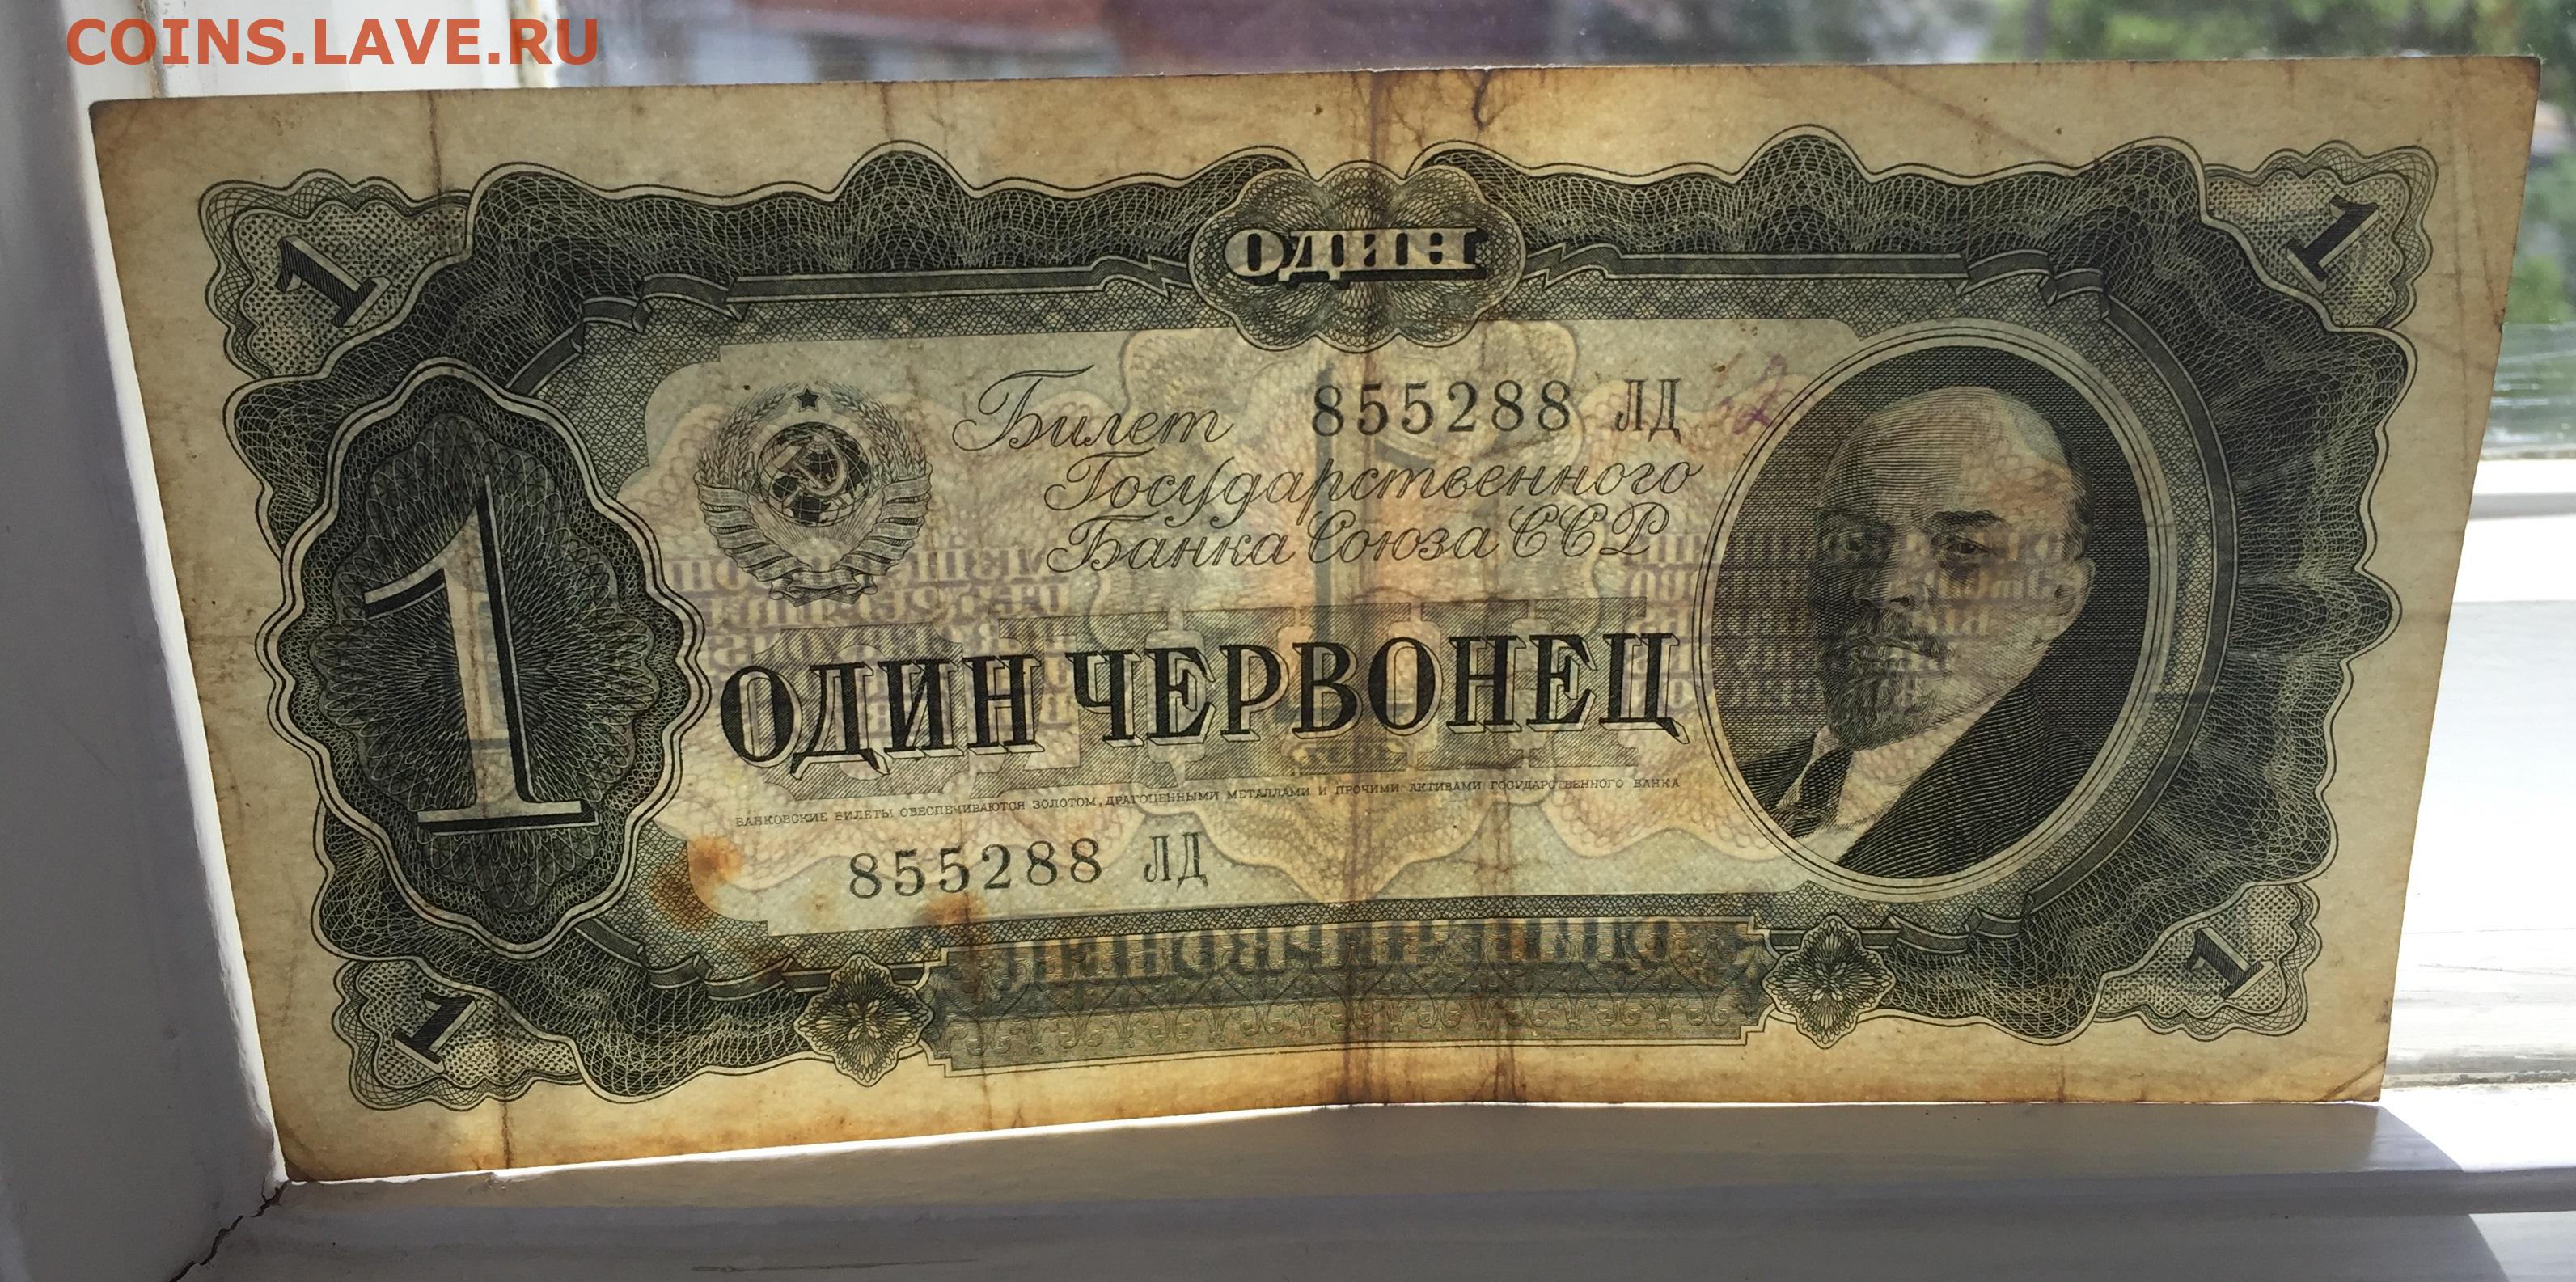 COINS.LAVE.RU
1
ОДИН
1
Билет 855288 ЛД
Государственного
Банка Союза ССР
1
ОДИН ЧЕРВОНЕЦ
БАНКОВСКИЕ БИЛЕТЫ ОБЕСПЕЧИВАЮТСЯ ЗОЛОТОМ, ДРАГОЦЕННЫМИ МЕТАЛЛАМИ И ПРОЧИМИ АКТИВАМИ ГОСУДАРСТВЕННОГО БАНКА
855288 ЛД
1
1